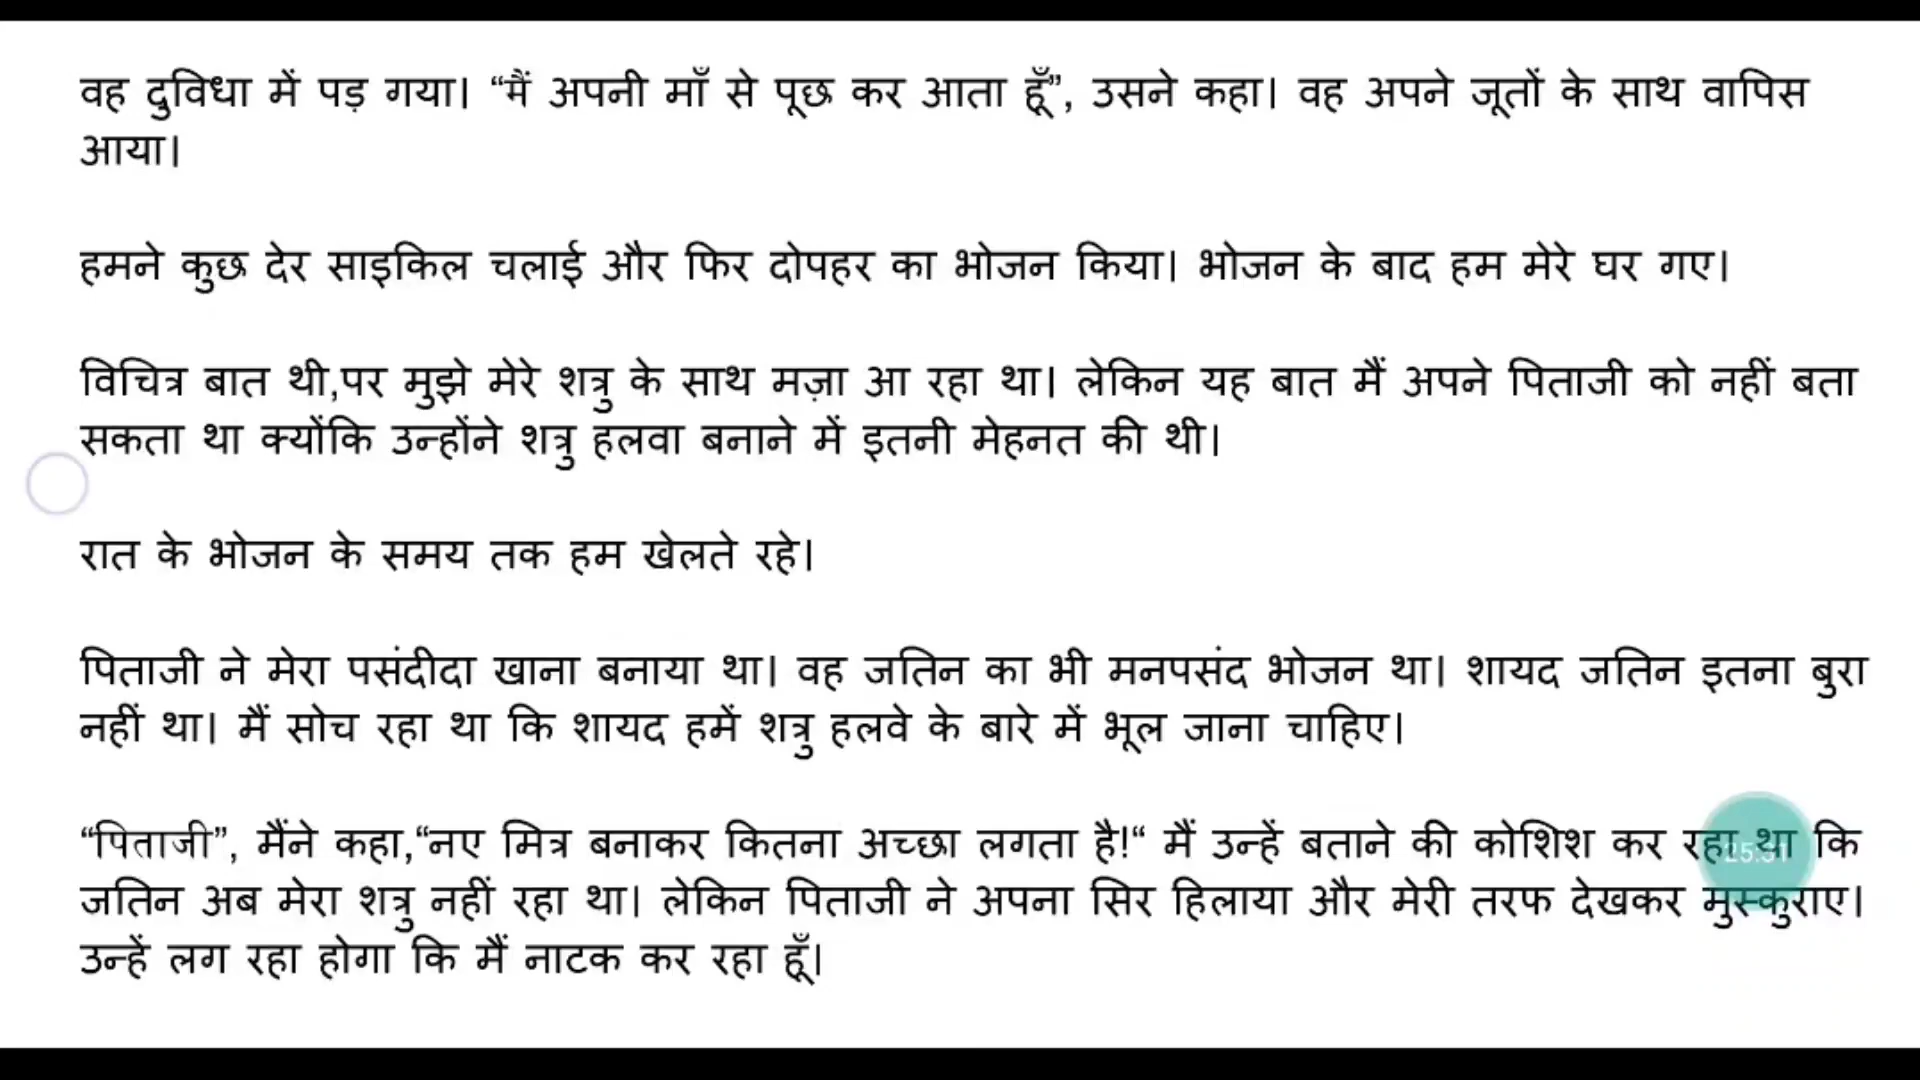 वह दुविधा में पड़ गया। “मैं अपनी माँ से पूछ कर आता हूँ”, उसने कहा। वह अपने जूतों के साथ वापिस
आया।
हमने कुछ देर साइकिल चलाई और फिर दोपहर का भोजन किया। भोजन के बाद हम मेरे घर गए।
विचित्र बात थी,पर मुझे मेरे शत्रु के साथ मज़ा आ रहा था। लेकिन यह बात मैं अपने पिताजी को नहीं बता
सकता था क्योंकि उन्होंने शत्रु हलवा बनाने में इतनी मेहनत की थी।
रात के भोजन के समय तक हम खेलते रहे।
पिताजी ने मेरा पसंदीदा खाना बनाया था। वह जतिन का भी मनपसंद भोजन था। शायद जतिन इतना बुरा
नहीं था। मैं सोच रहा था कि शायद हमें शत्रु हलवे के बारे में भूल जाना चाहिए।
“पिताजी”, मैंने कहा,“नए मित्र बनाकर कितना अच्छा लगता है!“ मैं उन्हें बताने की कोशिश कर रहा था कि
जतिन अब मेरा शत्रु नहीं रहा था। लेकिन पिताजी ने अपना सिर हिलाया और मेरी तरफ देखकर मुस्कुराए।
उन्हें लग रहा होगा कि मैं नाटक कर रहा हूँ।